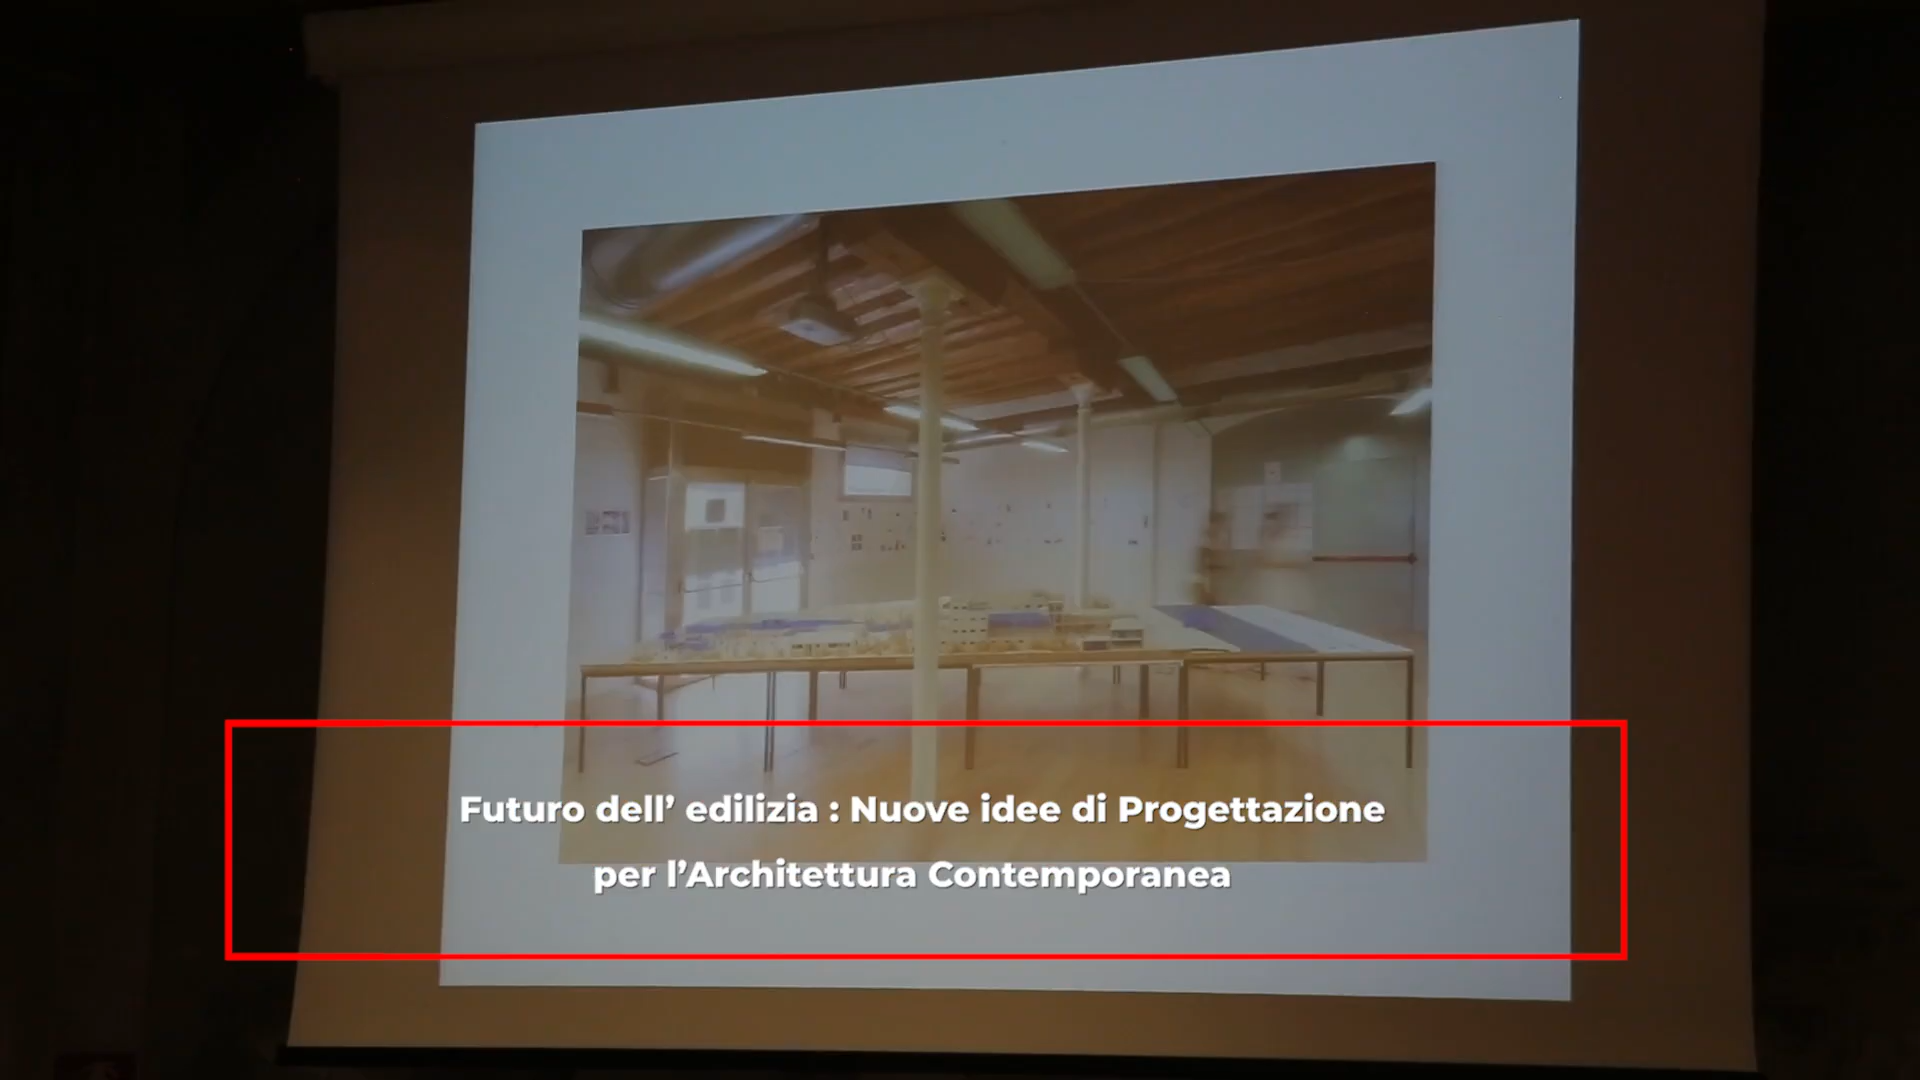 Futuro dell’ edilizia : Nuove idee di Progettazione
per l’Architettura Contemporanea